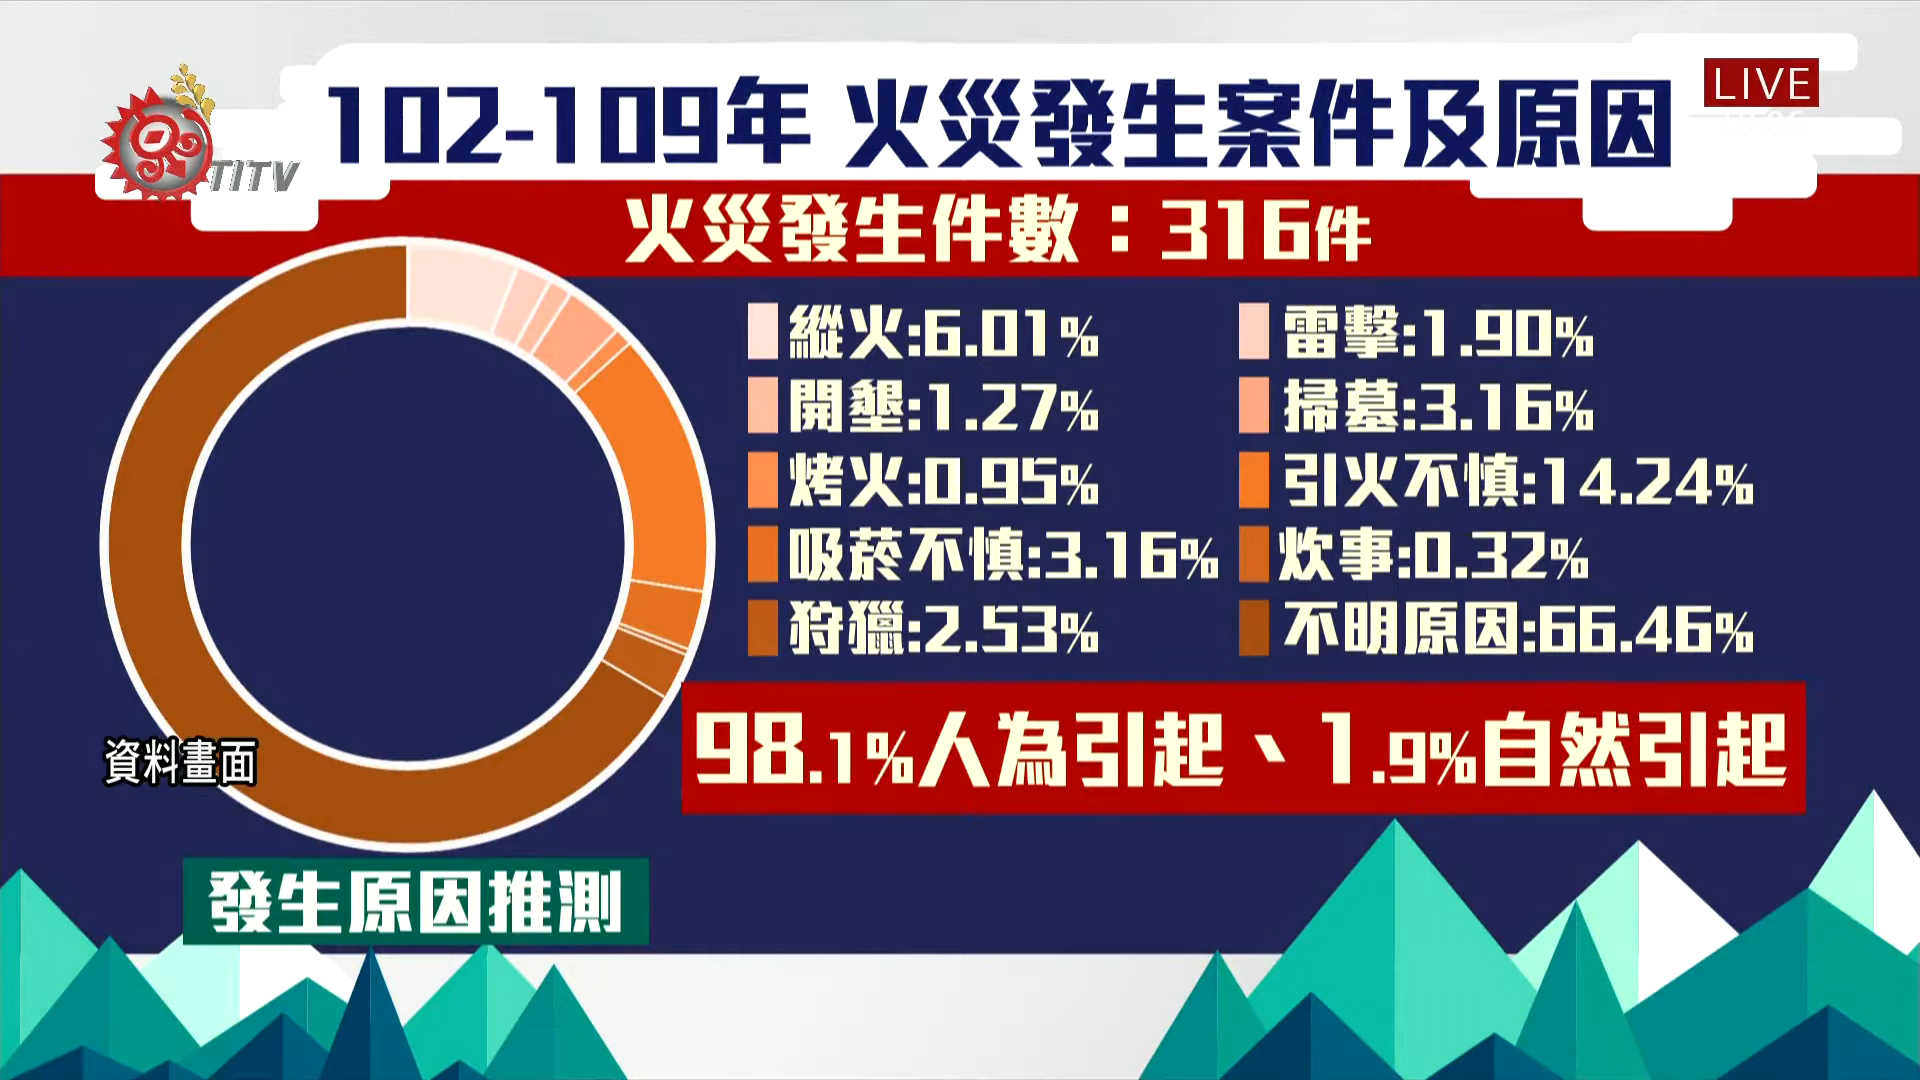 102-109年 火災發生案件及原因
LIVE
TITV
火災發生件數：316件
縱火:6.01%
雷擊:1.90%
開墾:1.27%
掃墓:3.16%
烤火:0.95%
引火不慎:14.24%
吸菸不慎:3.16%
炊事:0.32%
狩獵:2.53%
不明原因:66.46%
98.1%人為引起、1.9%自然引起
資料畫面
發生原因推測